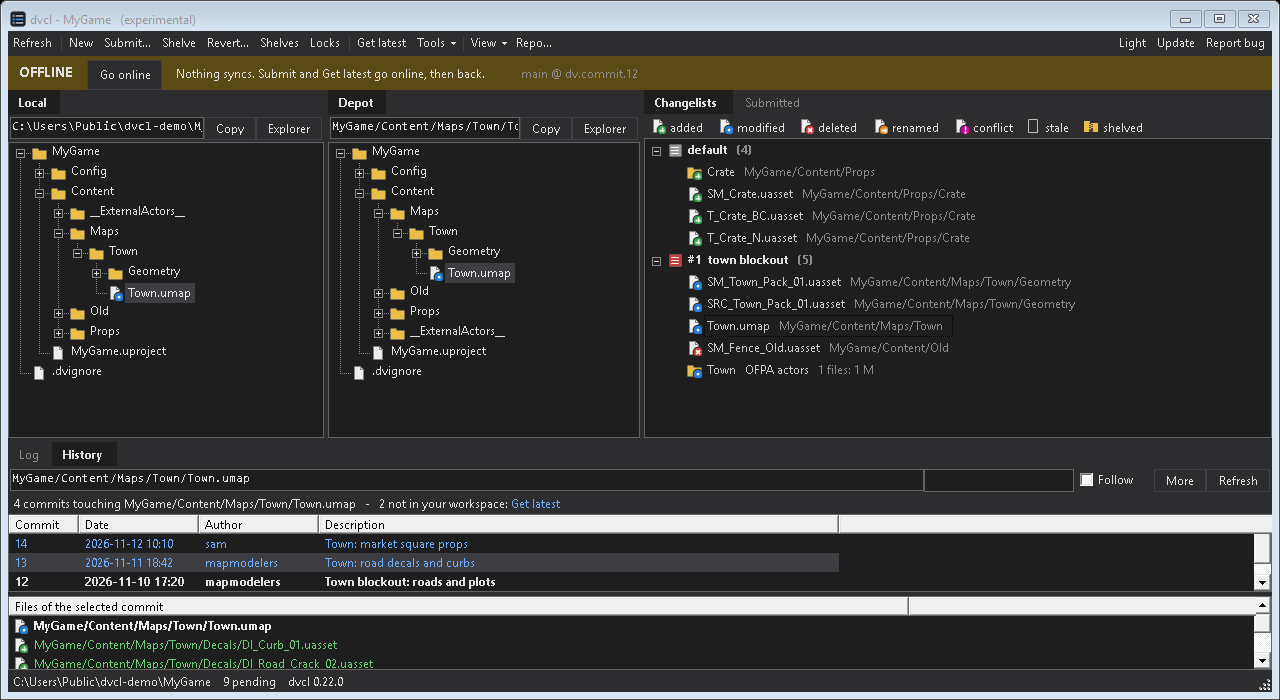 dvcl - MyGame (experimental)
Refresh New Submit... Shelve Revert... Shelves Locks Get latest Tools View Repo... Light Update Report bug
OFFLINE Go online Nothing syncs. Submit and Get latest go online, then back. main @ dv.commit.12
Local Depot Changelists Submitted
C:\Users\Public\dvcl-demo\M Copy Explorer MyGame/Content/Maps/Town/To Copy Explorer added modified deleted renamed conflict stale shelved
MyGame
Config
Content
__ExternalActors__
Maps
Town
Geometry
Town.umap
Old
Props
MyGame.uproject
.dvignore
MyGame
Config
Content
Maps
Town
Geometry
Town.umap
Old
Props
__ExternalActors__
MyGame.uproject
.dvignore
default (4)
Crate MyGame/Content/Props
SM_Crate.uasset MyGame/Content/Props/Crate
T_Crate_BC.uasset MyGame/Content/Props/Crate
T_Crate_N.uasset MyGame/Content/Props/Crate
#1 town blockout (5)
SM_Town_Pack_01.uasset MyGame/Content/Maps/Town/Geometry
SRC_Town_Pack_01.uasset MyGame/Content/Maps/Town/Geometry
Town.umap MyGame/Content/Maps/Town
SM_Fence_Old.uasset MyGame/Content/Old
Town OFPA actors 1 files: 1 M
Log History
MyGame/Content/Maps/Town/Town.umap Follow More Refresh
4 commits touching MyGame/Content/Maps/Town/Town.umap - 2 not in your workspace: Get latest
Commit Date Author Description
14 2026-11-12 10:10 sam Town: market square props
13 2026-11-11 18:42 mapmodelers Town: road decals and curbs
12 2026-11-10 17:20 mapmodelers Town blockout: roads and plots
Files of the selected commit
MyGame/Content/Maps/Town/Town.umap
MyGame/Content/Maps/Town/Decals/DI_Curb_01.uasset
MyGame/Content/Maps/Town/Decals/DI_Road_Crack_02.uasset
C:\Users\Public\dvcl-demo\MyGame 9 pending dvcl 0.22.0